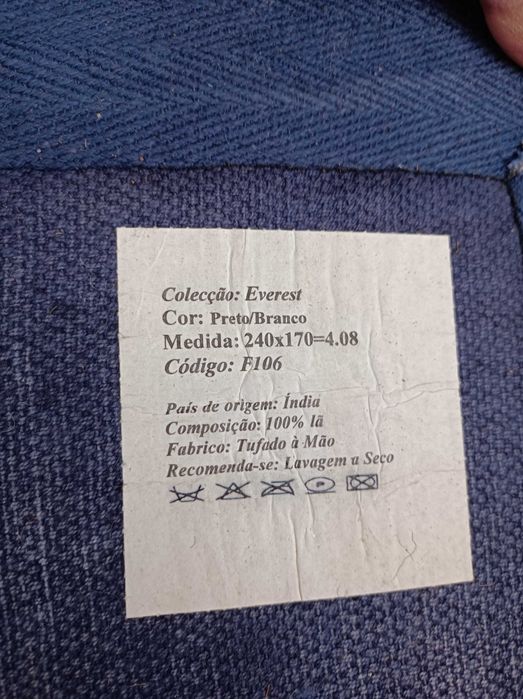 Colecção: Everest
Cor: Preto/Branco
Medida: 240x170=4.08
Código: F106
País de origem: Índia
Composição: 100% lã
Fabrico: Tufado à Mão
Recomenda-se: Lavagem a Seco